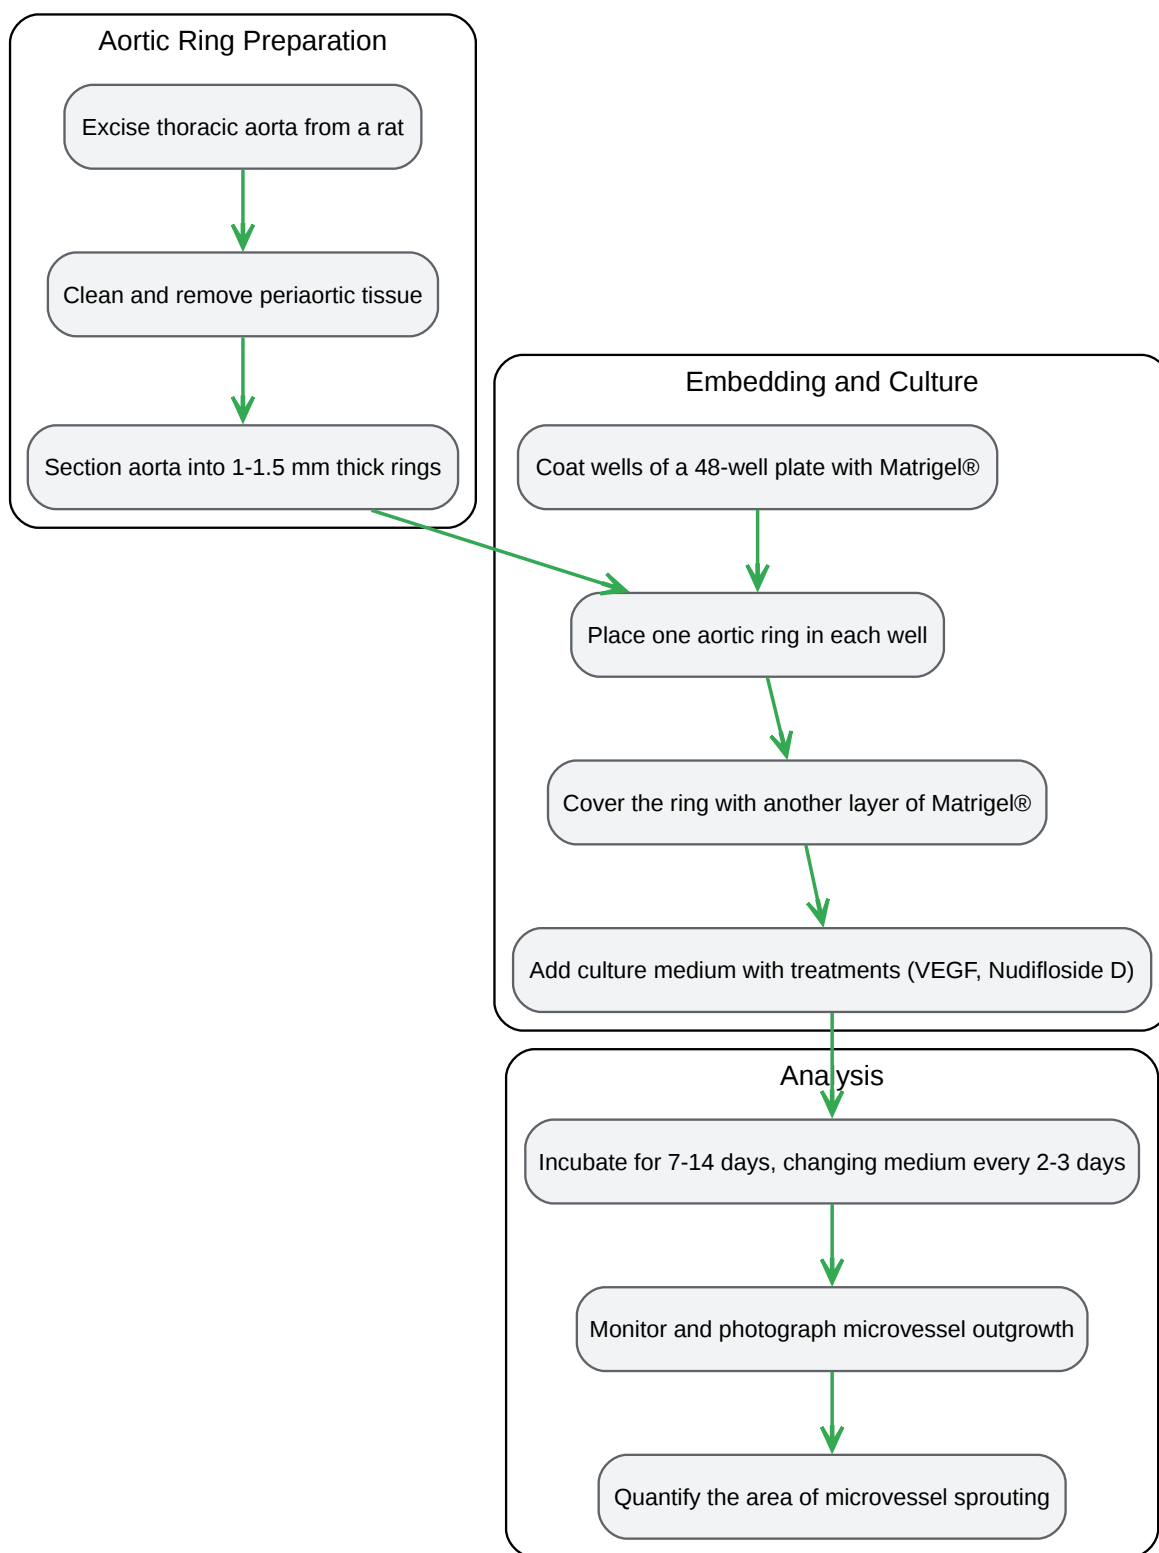 Aortic Ring Preparation
Excise thoracic aorta from a rat
Clean and remove periaortic tissue
Section aorta into 1-1.5 mm thick rings
Embedding and Culture
Coat wells of a 48-well plate with Matrigel®
Place one aortic ring in each well
Cover the ring with another layer of Matrigel®
Add culture medium with treatments (VEGF, Nudifloside D)
Analysis
Incubate for 7-14 days, changing medium every 2-3 days
Monitor and photograph microvessel outgrowth
Quantify the area of microvessel sprouting